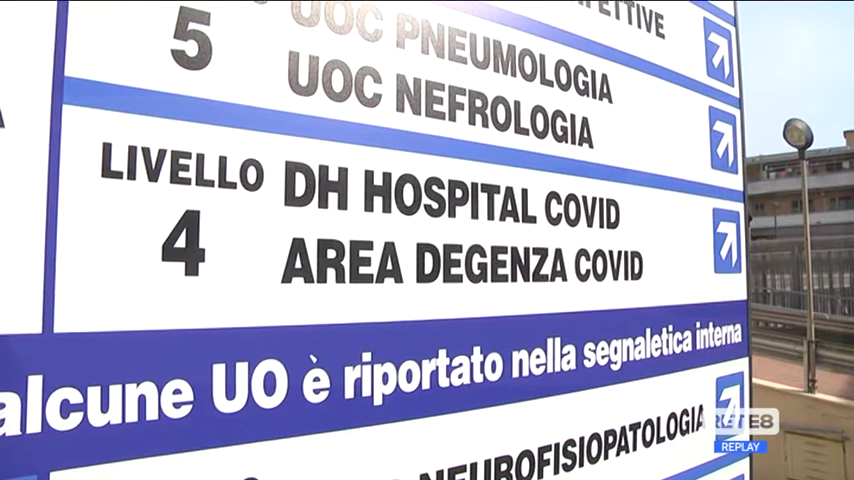 UOC PNEUMOLOGIA
5
UOC NEFROLOGIA
LIVELLO
4
DH HOSPITAL COVID
AREA DEGENZA COVID
alcune UO è riportato nella segnaletica interna
NEUROFISIOPATOLOGIA
RETE8
REPLAY